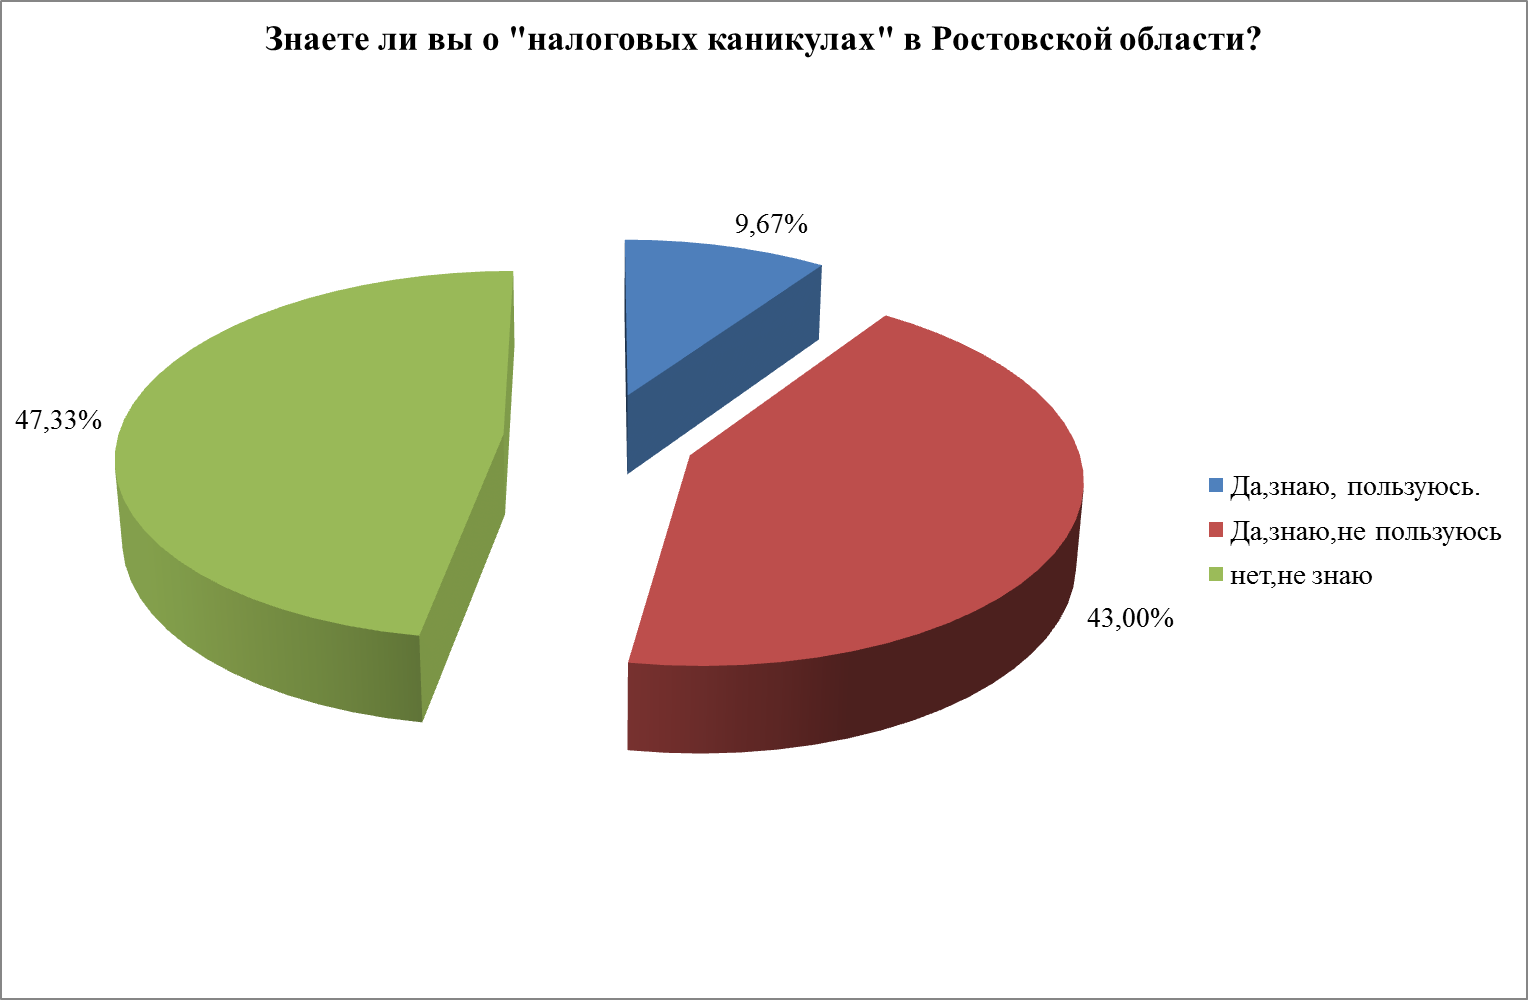 Знаете ли вы о "налоговых каникулах" в Ростовской области?
9,67%
47,33%
43,00%
Да,знаю, пользуюсь.
Да,знаю,не пользуюсь
нет,не знаю